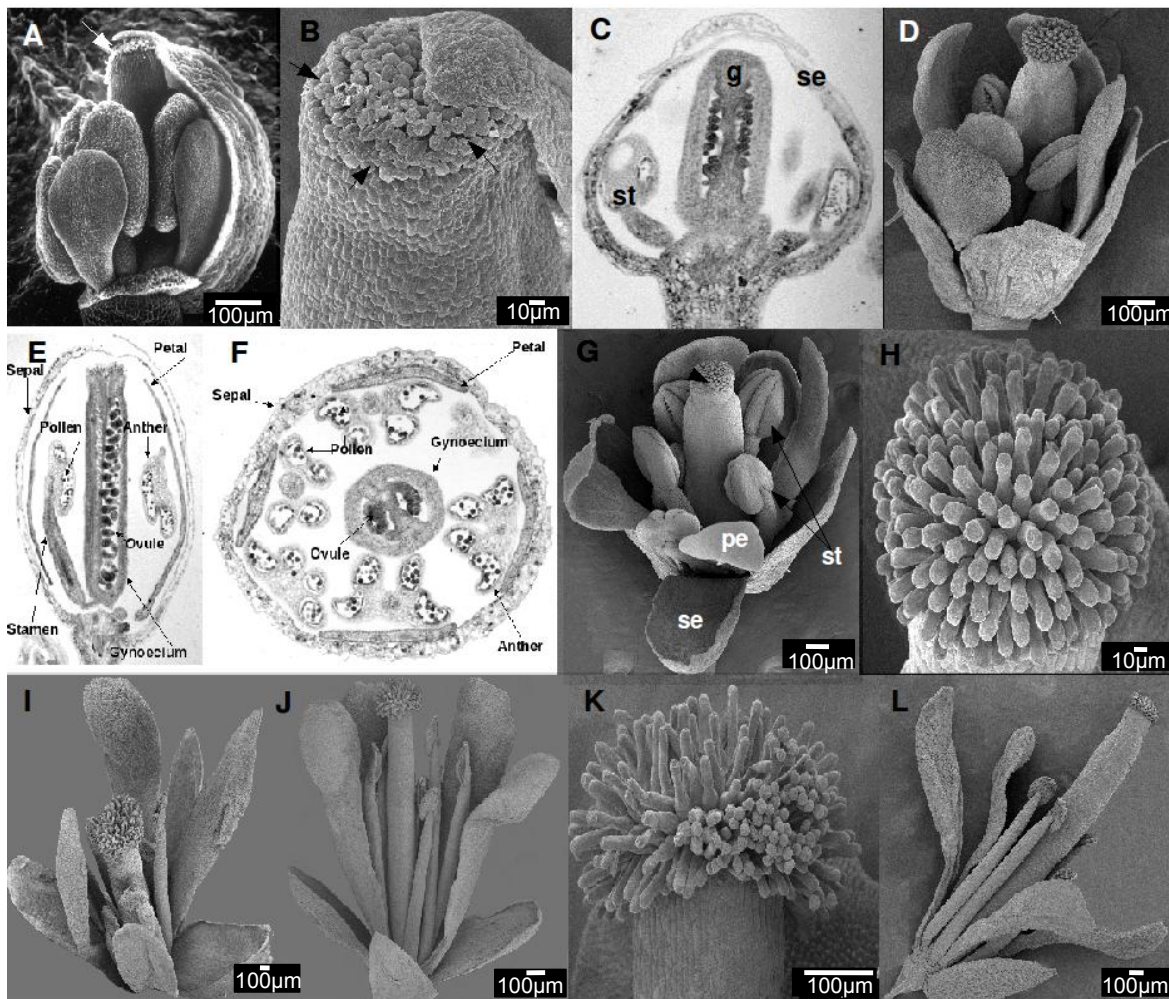 A
100µm
B
10µm
C
g
se
st
D
100µm
E
Petal
Sepal
Pollen
Anther
Ovule
Stamen
Gynoecium
F
Petal
Sepal
Gynoecium
Pollen
Ovule
Anther
G
pe
st
se
100µm
H
10µm
I
100µm
J
100µm
K
100µm
L
100µm